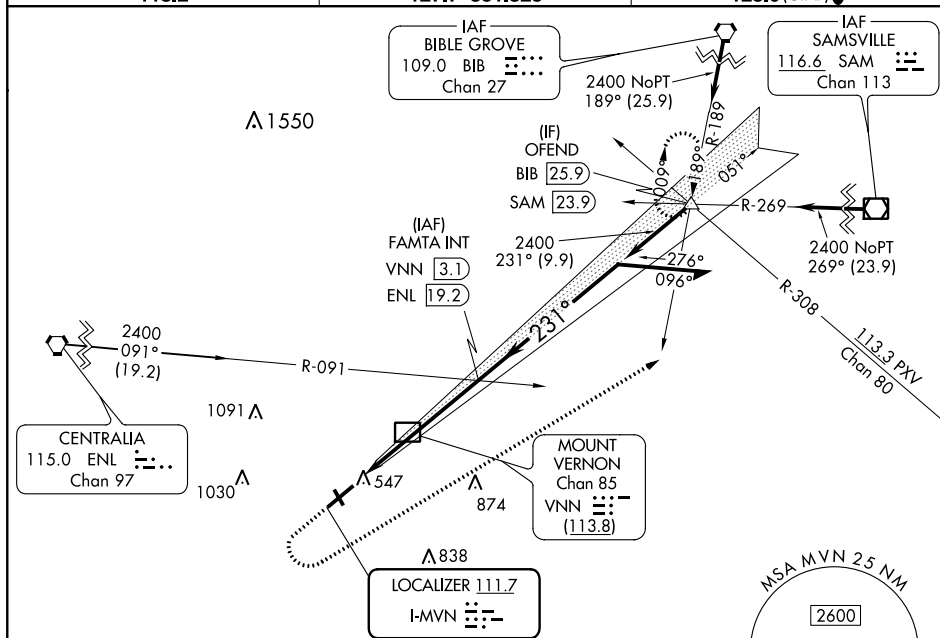 IAF
BIBLE GROVE
109.0 BIB
Chan 27
IAF
SAMSVILLE
116.6 SAM
Chan 113
2400 NoPT
189° (25.9)
R-189
1550
(IF)
OFEND
BIB 25.9
SAM 23.9
009°
189°
051°
R-269
2400 NoPT
269° (23.9)
(IAF)
FAMTA INT
VNN 3.1
ENL 19.2
2400
231° (9.9)
276°
096°
231°
R-308
113.3 PXV
Chan 80
2400
091°
(19.2)
R-091
1091
CENTRALIA
115.0 ENL
Chan 97
1030
547
874
MOUNT
VERNON
Chan 85
VNN
(113.8)
838
LOCALIZER 111.7
I-MVN
MSA MVN 25 NM
2600